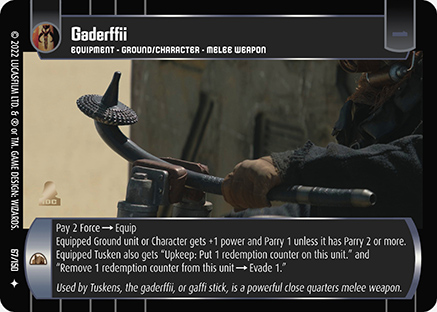 Gaderffii
EQUIPMENT - GROUND/CHARACTER - MELEE WEAPON
© 2022 LUCASFILM LTD. & ® OR TM. GAME DESIGN: WIZARDS.
67/150
Pay 2 Force → Equip
Equipped Ground unit or Character gets +1 power and Parry 1 unless it has Parry 2 or more.
Equipped Tusken also gets “Upkeep: Put 1 redemption counter on this unit.” and
“Remove 1 redemption counter from this unit → Evade 1.”
Used by Tuskens, the gaderffii, or gaffi stick, is a powerful close quarters melee weapon.